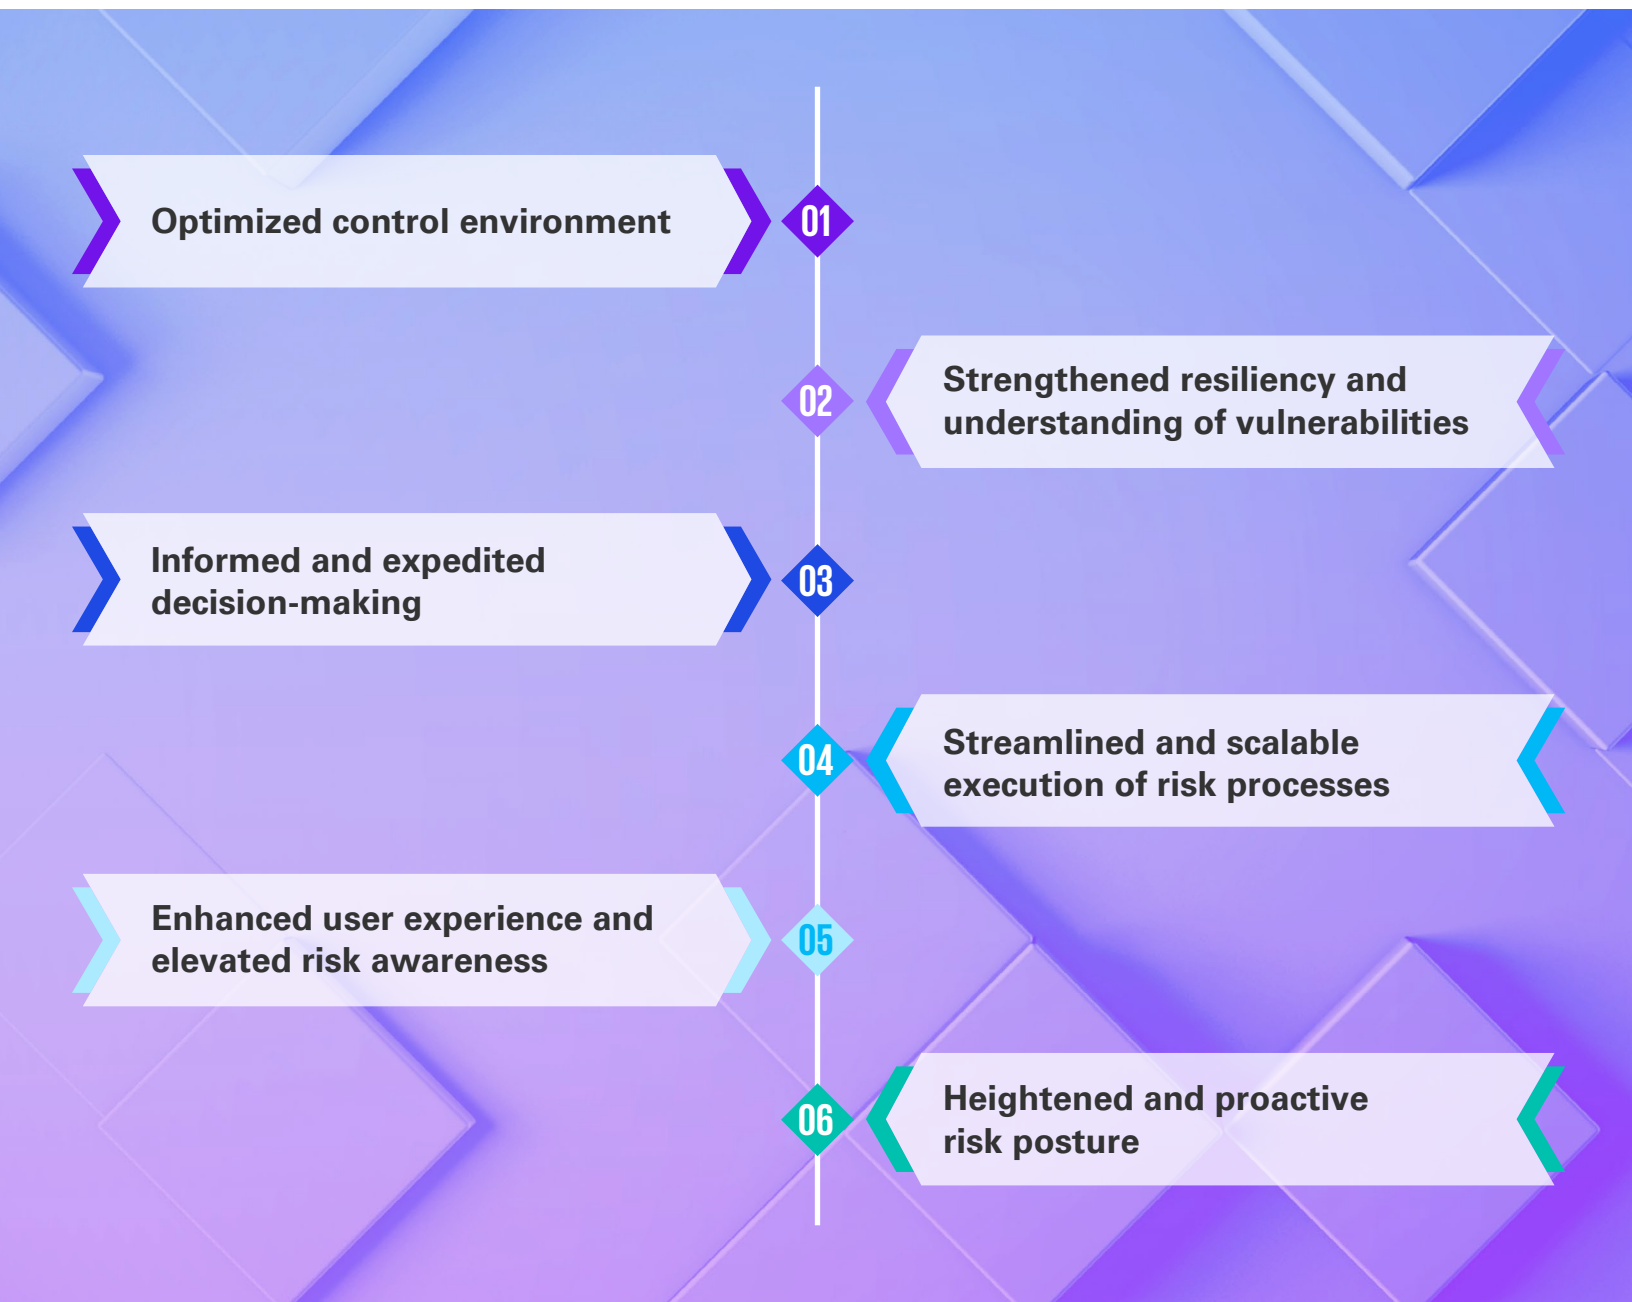 Optimized control environment
01
02
Strengthened resiliency and
understanding of vulnerabilities
Informed and expedited
decision-making
03
04
Streamlined and scalable
execution of risk processes
Enhanced user experience and
elevated risk awareness
05
06
Heightened and proactive
risk posture